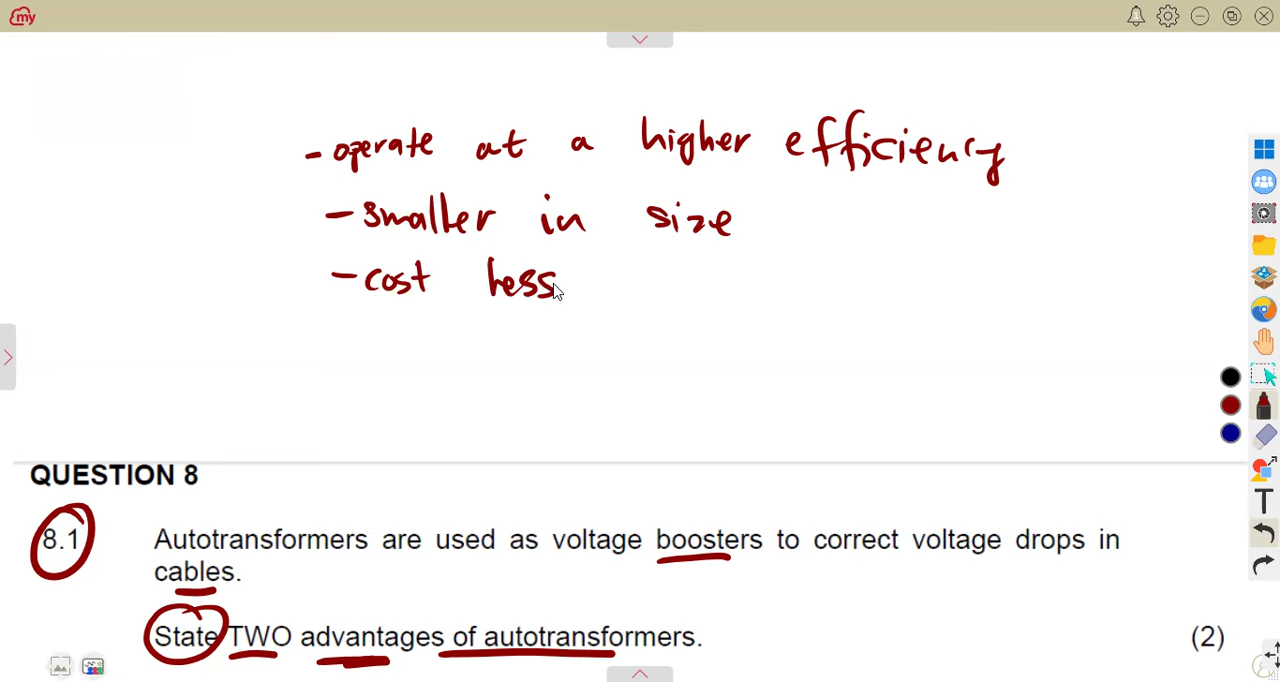 my
- operate at a higher efficiency
- smaller in size
- cost less
QUESTION 8
8.1 Autotransformers are used as voltage boosters to correct voltage drops in
cables.
State TWO advantages of autotransformers. (2)
T